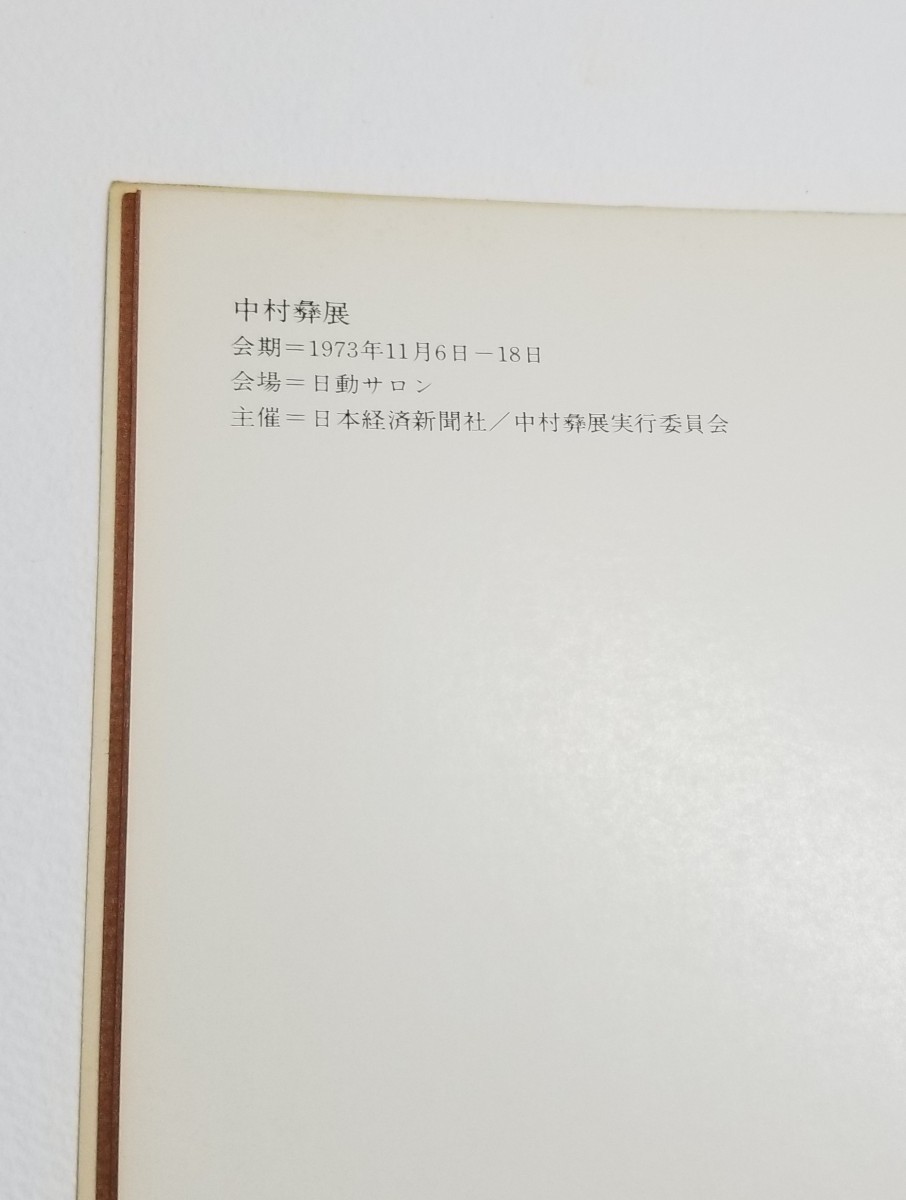 中村彝展
会期＝1973年11月6日－18日
会場＝日動サロン
主催＝日本経済新聞社／中村彝展実行委員会